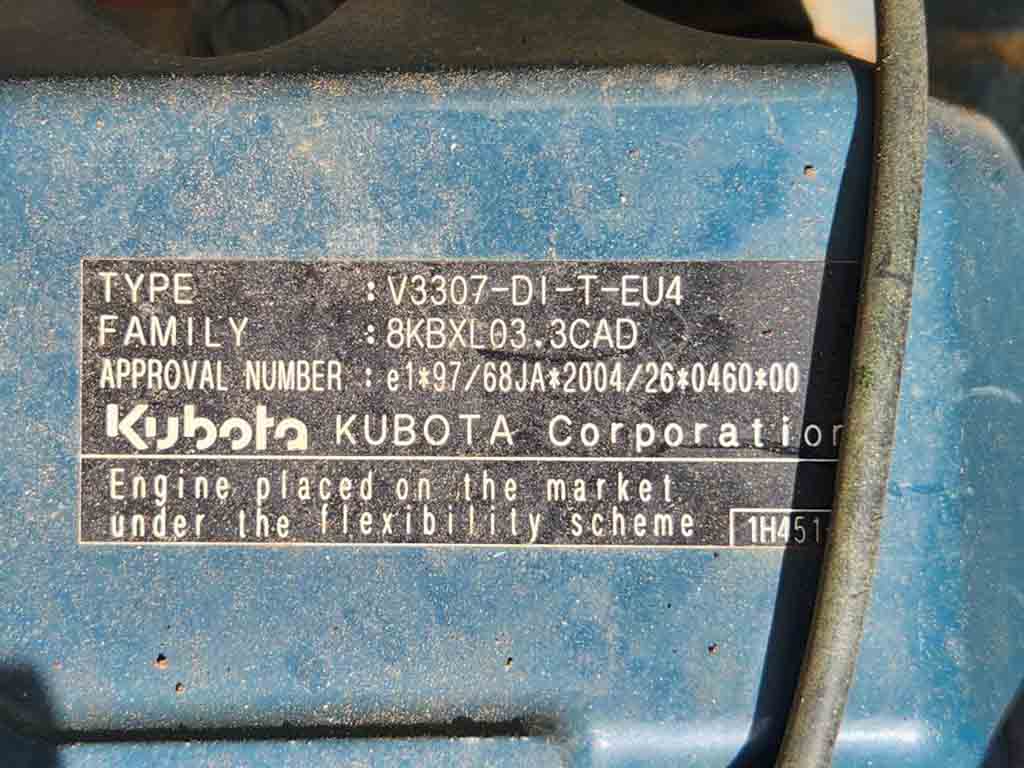 TYPE : V3307-DI-T-EU4
FAMILY : 8KBXL03.3CAD
APPROVAL NUMBER : e1*97/68JA*2004/26*0460*00
Kubota KUBOTA Corporation
Engine placed on the market
under the flexibility scheme